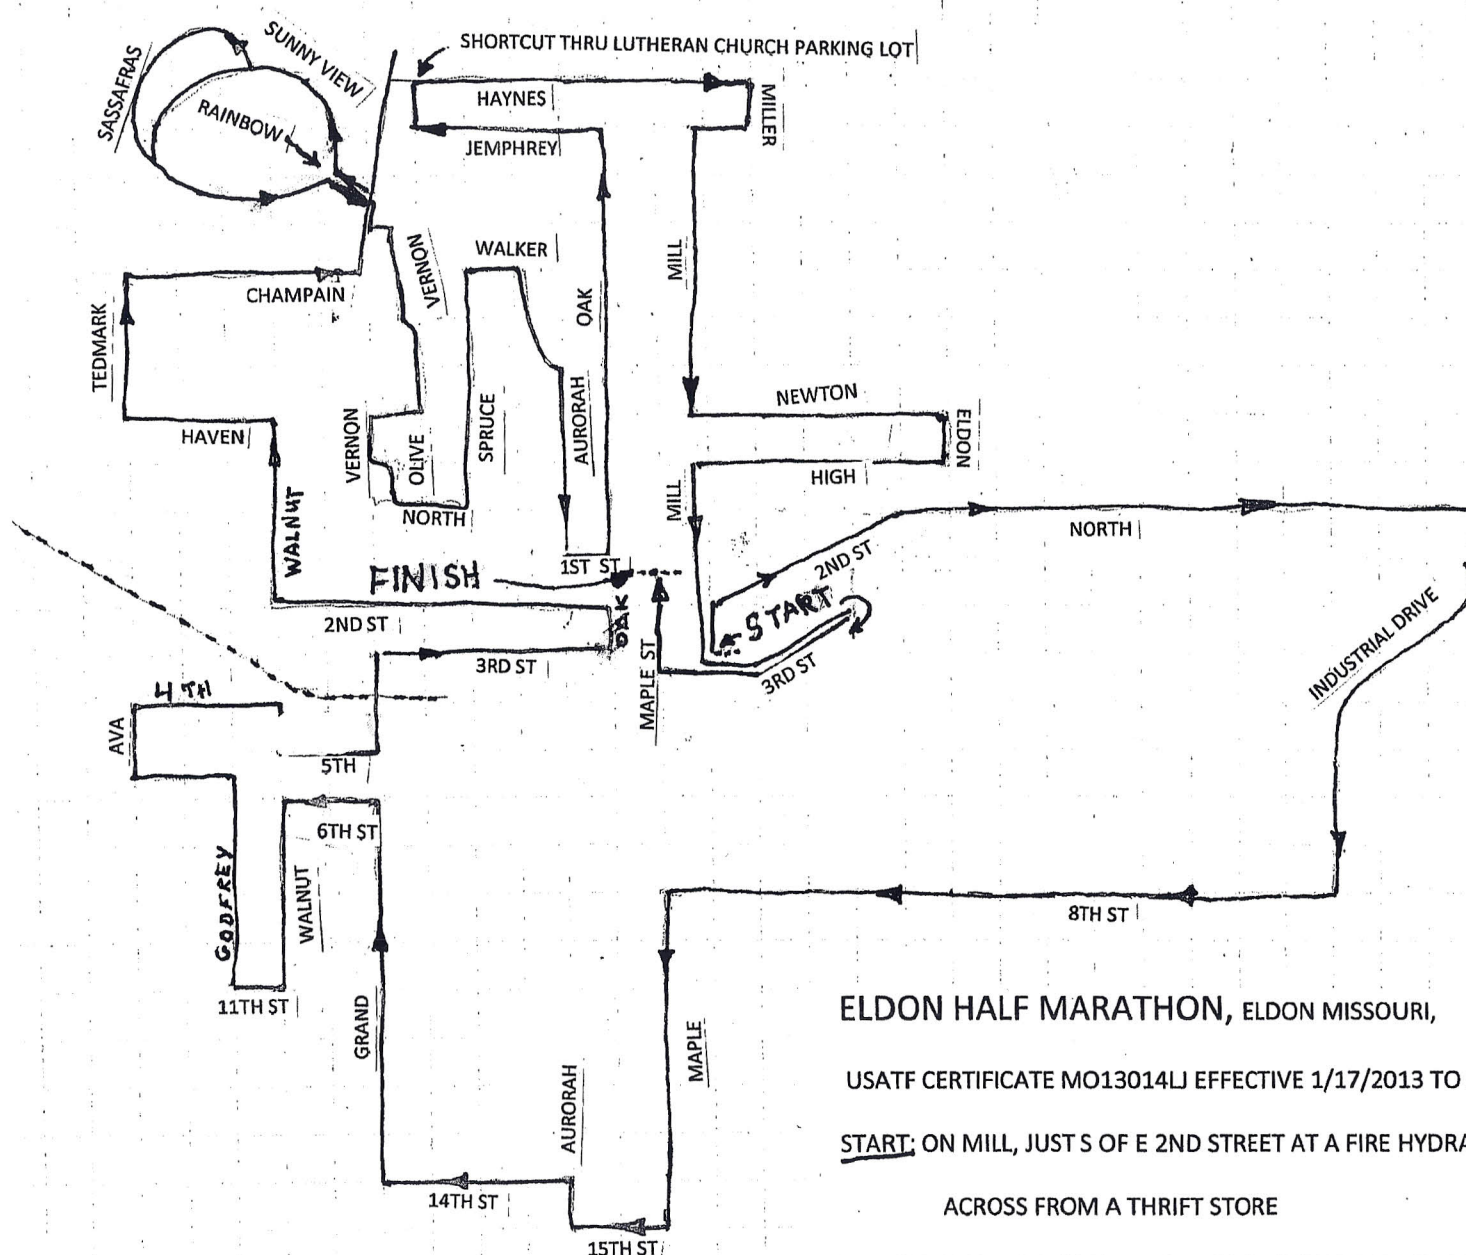 SHORTCUT THRU LUTHERAN CHURCH PARKING LOT
SUNNY VIEW
SASSAFRAS
RAINBOW
HAYNES
MILLER
JEMPHREY
WALKER
VERNON
MILL
OAK
CHAMPAIN
TEDMARK
NEWTON
ELDON
HAVEN
VERNON
OLIVE
SPRUCE
AURORAH
HIGH
NORTH
MILL
WALNUT
NORTH
1ST ST
2ND ST
FINISH
START
OAK
2ND ST
3RD ST
MAPLE ST
3RD ST
INDUSTRIAL DRIVE
4TH
AVA
5TH
6TH ST
GODFREY
WALNUT
8TH ST
11TH ST
GRAND
MAPLE
AURORAH
14TH ST
15TH ST
ELDON HALF MARATHON, ELDON MISSOURI,
USATF CERTIFICATE MO13014LJ EFFECTIVE 1/17/2013 TO
START: ON MILL, JUST S OF E 2ND STREET AT A FIRE HYDRA
ACROSS FROM A THRIFT STORE